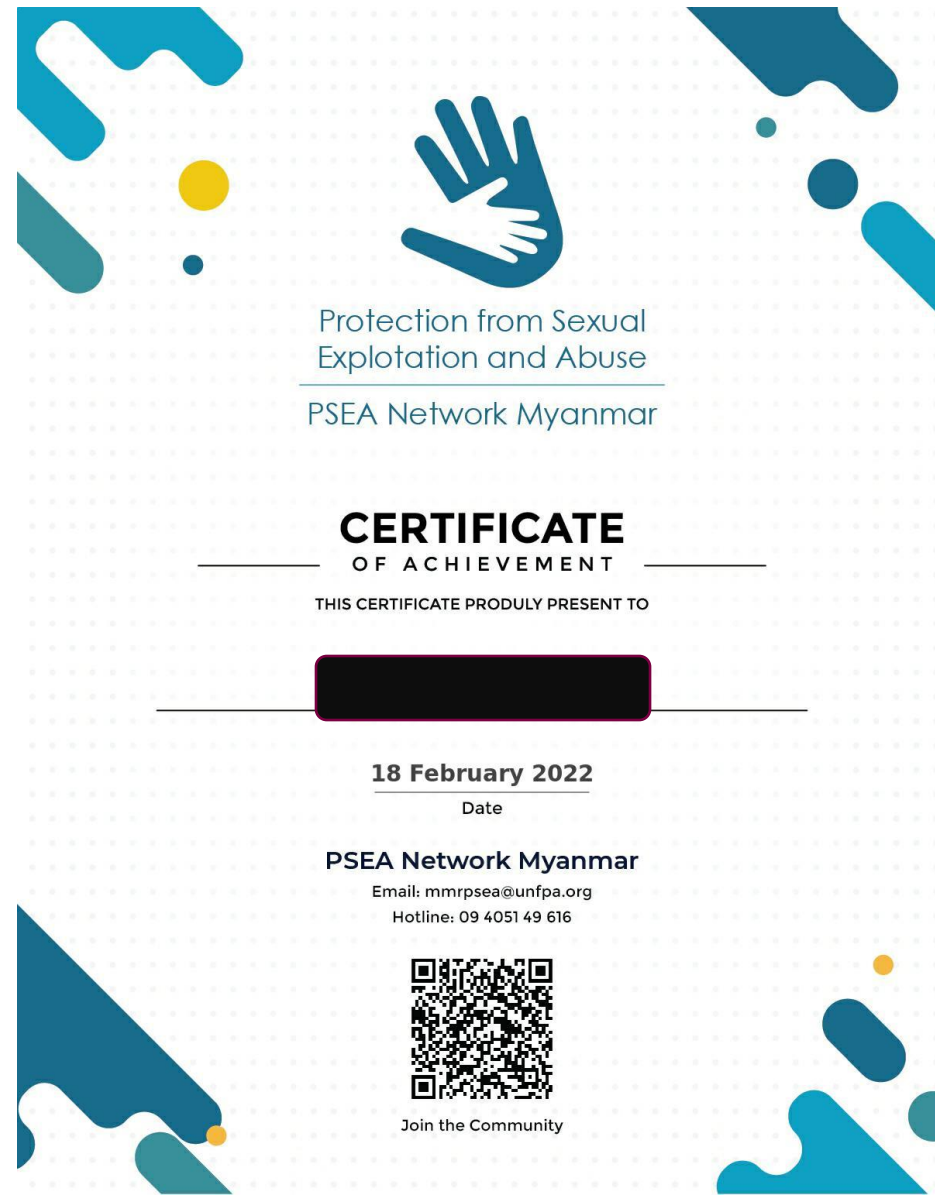 Protection from Sexual
Explotation and Abuse
PSEA Network Myanmar
CERTIFICATE
OF ACHIEVEMENT
THIS CERTIFICATE PRODULY PRESENT TO
18 February 2022
Date
PSEA Network Myanmar
Email: mmrpsea@unfpa.org
Hotline: 09 4051 49 616
Join the Community